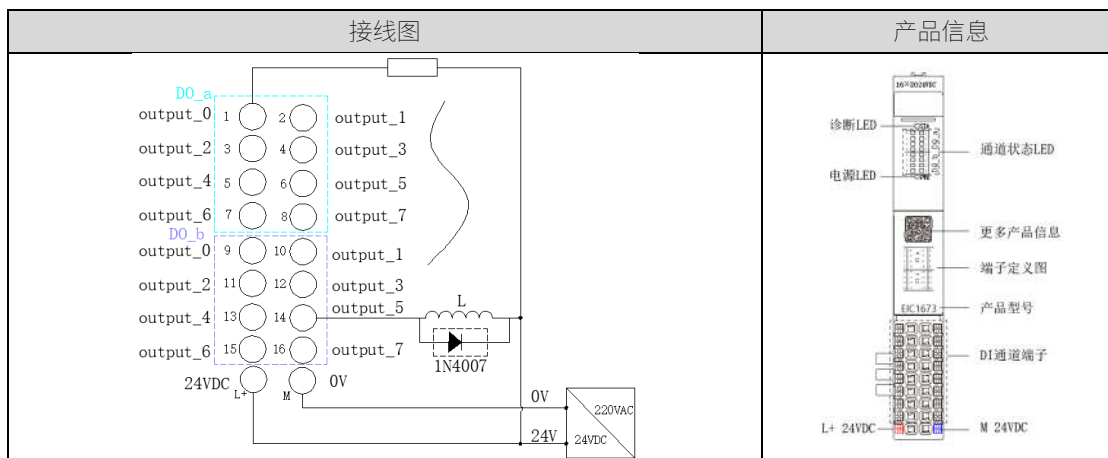 接线图
产品信息
DO_a
output_0 1 2 output_1
output_2 3 4 output_3
output_4 5 6 output_5
output_6 7 8 output_7
DO_b
output_0 9 10 output_1
output_2 11 12 output_3
output_4 13 14 output_5
output_6 15 16 output_7
L
1N4007
24VDC L+ M 0V
0V
24V
220VAC
24VDC
16×DO24VDC
诊断LED
通道状态LED
电源LED
更多产品信息
端子定义图
EIC1673
产品型号
DI通道端子
L+ 24VDC
M 24VDC